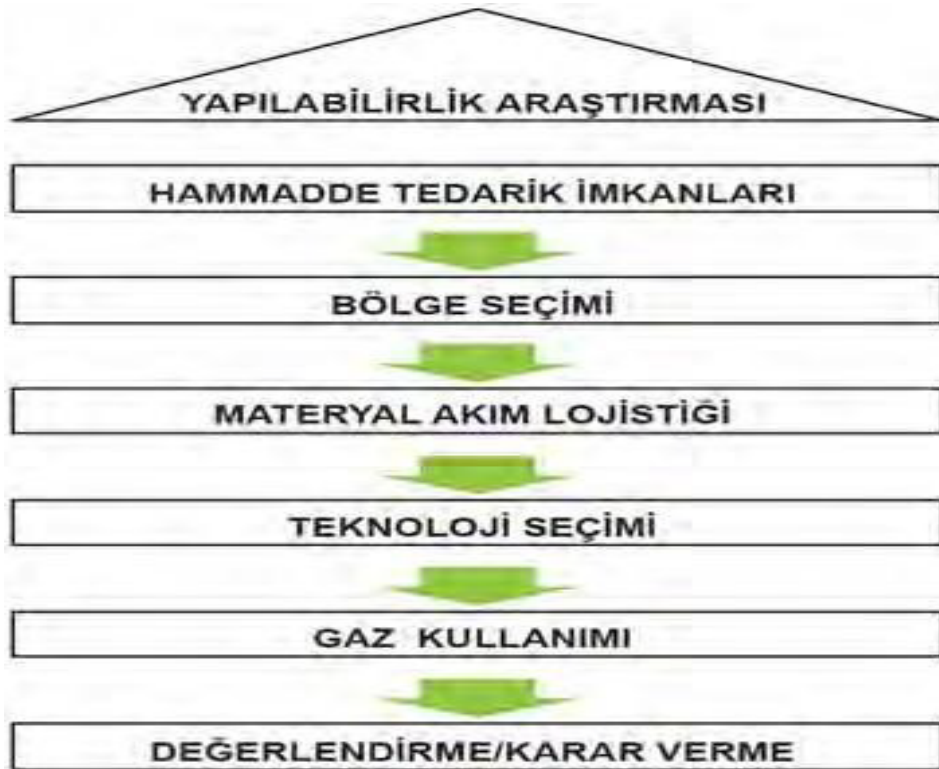 YAPILABİLİRLİK ARAŞTIRMASI
HAMMADDE TEDARİK İMKANLARI
BÖLGE SEÇİMİ
MATERYAL AKIM LOJİSTİĞİ
TEKNOLOJİ SEÇİMİ
GAZ KULLANIMI
DEĞERLENDİRME/KARAR VERME